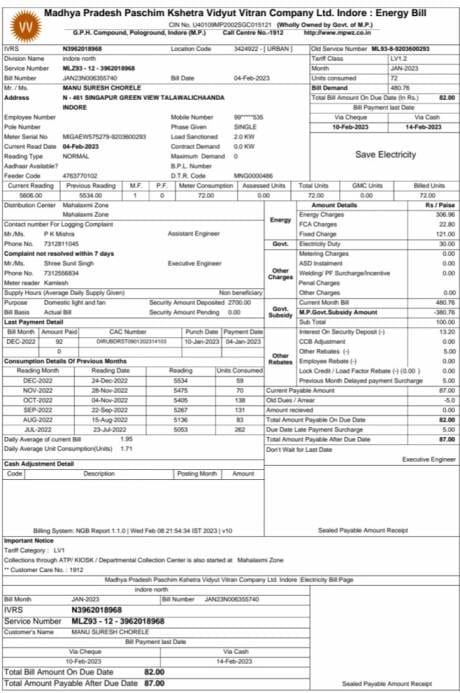 Madhya Pradesh Paschim Kshetra Vidyut Vitran Company Ltd. Indore : Energy Bill
CIN No. U40109MP2002SGC015121 (Wholly Owned by Govt. of M.P.)
G.P.H. Compound, Pologround, Indore (M.P.) Call Centre No.-1912 http://www.mpwz.co.in
IVRS N3962018968 Location Code 3424922 - [ URBAN ] Old Service Number ML93-8-9203600293
Division Name indore north Tariff Class LV1.2
Service Number MLZ93 - 12 - 3962018968 Month JAN-2023
Bill Number JAN23N006355740 Bill Date 04-Feb-2023 Units consumed 72
Mr. / Ms. MANU SURESH CHORELE Bill Demand 480.76
Address N - 461 SINGAPUR GREEN VIEW TALAWALICHAANDA Total Bill Amount On Due Date (In Rs.) 82.00
INDORE Bill Payment last Date
Employee Number Mobile Number 99*****535 Via Cheque Via Cash
Pole Number Phase Given SINGLE 10-Feb-2023 14-Feb-2023
Meter Serial No MIGAEW575279-9203600293 Load Sanctioned 2.0 KW
Current Read Date 04-Feb-2023 Contract Demand 0.0 KW
Reading Type NORMAL Maximum Demand 0 Save Electricity
Aadhaar Available? B.P.L. Number
Feeder Code 4763770102 D.T.R. Code MNG0000486
Current Reading Previous Reading M.F. P.F. Meter Consumption Assessed Units Total Units GMC Units Billed Units
5606.00 5534.00 1 0 72.00 0.00 72.00 0.00 72.00
Distribution Center Mahalaxmi Zone Amount Details Rs / Paise
Mahalaxmi Zone Energy Energy Charges 306.96
Contact number For Logging Complaint FCA Charges 22.80
Mr./Ms. P K Mishra Assistant Engineer Fixed Charge 121.00
Phone No. 7312811045 Govt. Electricity Duty 30.00
Complaint not resolved within 7 days Other Charges Metering Charges 0.00
Mr./Ms. Shree Sunil Singh Executive Engineer ASD Instalment 0.00
Phone No. 7312556834 Welding/ PF Surcharge/Incentive 0.00
Meter reader Kamlesh Penal Charges
Supply Hours (Average Daily Supply Given) Non beneficiary Other Charges 0.00
Purpose Domestic light and fan Security Amount Deposited 2700.00 Govt. Subsidy Current Month Bill 480.76
Bill Basis Actual Bill Security Amount Pending 0.00 M.P.Govt.Subsidy Amount -380.76
Last Payment Detail Sub Total 100.00
Bill Month Amount Paid CAC Number Punch Date Payment Date Other Rebates Interest On Security Deposit (-) 13.20
DEC-2022 92 DIRUBDRST0901202314103 10-Jan-2023 04-Jan-2023 CCB Adjustment 0.00
0 Other Rebates (-) 5.00
Consumption Details Of Previous Months Employee Rebate (-) 0.00
Reading Month Reading Date Reading Units Consumed Lock Credit / Load Factor Rebate (-) (0.00 ) 0.00
DEC-2022 24-Dec-2022 5534 59 Previous Month Delayed payment Surcharge 5.00
NOV-2022 28-Nov-2022 5475 70 Current Payable Amount 87.00
OCT-2022 04-Nov-2022 5405 138 Old Dues / Arrear -5.0
SEP-2022 22-Sep-2022 5267 131 Amount recieved 0.00
AUG-2022 15-Aug-2022 5136 83 Total Amount Payable On Due Date 82.00
JUL-2022 23-Jul-2022 5053 262 Due Date Late Payment Surcharge 5.00
Daily Average of current Bill 1.95 Total Amount Payable After Due Date 87.00
Daily Average Unit Consumption(Units) 1.71 Don't Wait for Last Date
Executive Engineer
Cash Adjustment Detail
Code Description Posting Month Amount
Billing System: NGB Report 1.1.0 | Wed Feb 08 21:54:34 IST 2023 | v10 Sealed Payable Amount Receipt
Important Notice
Tariff Category : LV1
Collections through ATP/ KIOSK / Departmental Collection Center is also started at Mahalaxmi Zone
** Customer Care No. : 1912
Madhya Pradesh Paschim Kshetra Vidyut Vitran Company Ltd. Indore :Electricity Bill:Page
indore north
Bill Month JAN-2023 Bill Number JAN23N006355740
IVRS N3962018968
Service Number MLZ93 - 12 - 3962018968
Customer's Name MANU SURESH CHORELE
Bill Payment last Date
Via Cheque Via Cash
10-Feb-2023 14-Feb-2023
Total Bill Amount On Due Date 82.00
Total Amount Payable After Due Date 87.00 Sealed Payable Amount Receipt